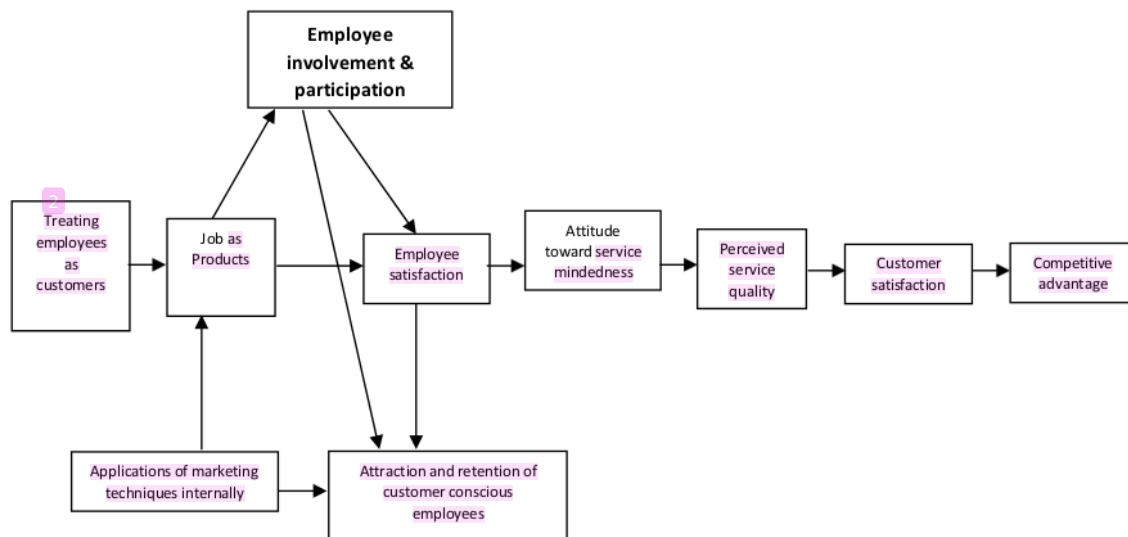 Employee
involvement &
participation
2
Treating
employees
as
customers
Job as
Products
Employee
satisfaction
Attitude
toward service
mindedness
Perceived
service
quality
Customer
satisfaction
Competitive
advantage
Applications of marketing
techniques internally
Attraction and retention of
customer conscious
employees